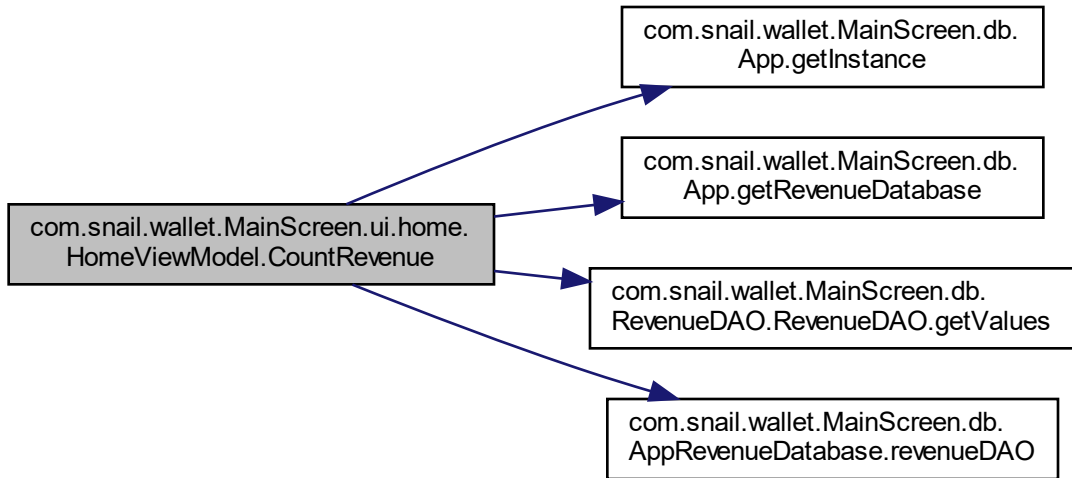 com.snail.wallet.MainScreen.db.
App.getInstance
com.snail.wallet.MainScreen.db.
App.getRevenueDatabase
com.snail.wallet.MainScreen.ui.home.
HomeViewModel.CountRevenue
com.snail.wallet.MainScreen.db.
RevenueDAO.RevenueDAO.getValues
com.snail.wallet.MainScreen.db.
AppRevenueDatabase.revenueDAO